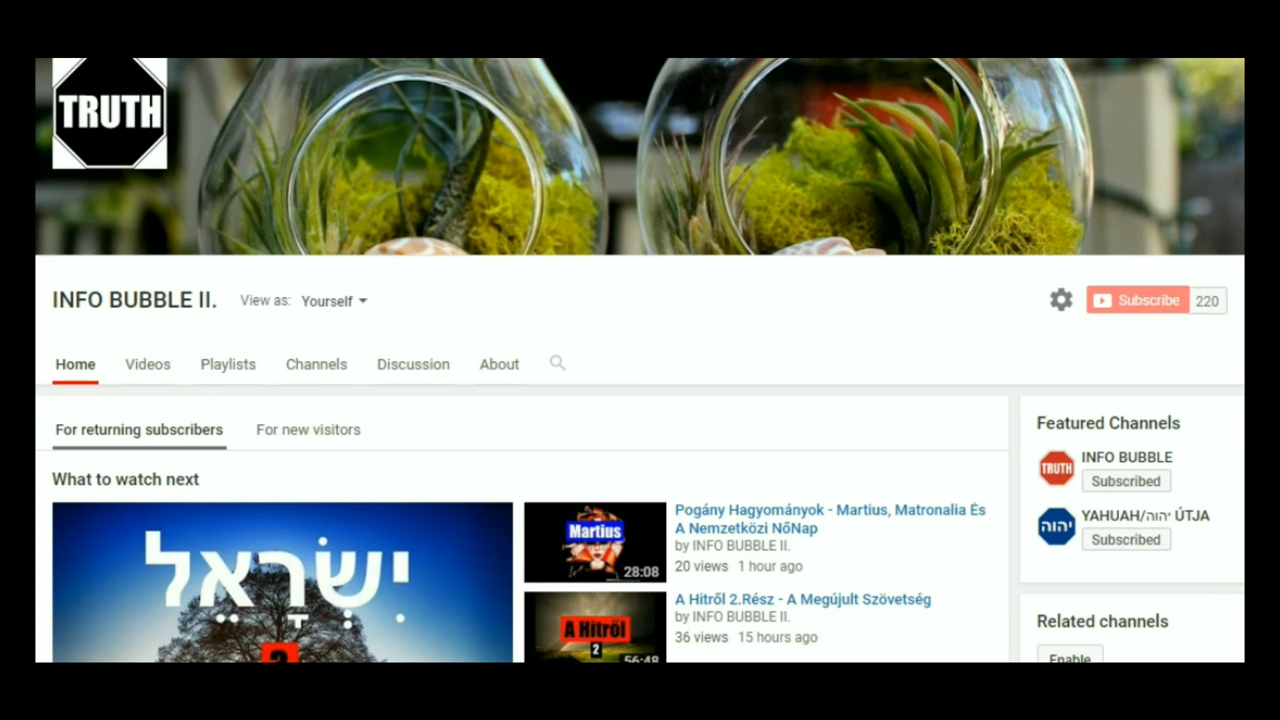 TRUTH
INFO BUBBLE II.
View as: Yourself
Subscribe 220
Home Videos Playlists Channels Discussion About
For returning subscribers For new visitors
What to watch next
יִשְׂרָאֵל
2
Martius
28:08
Pogány Hagyományok - Martius, Matronalia És
A Nemzetközi NőNap
by INFO BUBBLE II.
20 views 1 hour ago
A Hitről
2
56:48
A Hitről 2.Rész - A Megújult Szövetség
by INFO BUBBLE II.
36 views 15 hours ago
Featured Channels
TRUTH
INFO BUBBLE
Subscribed
יהוה
YAHUAH/יהוה ÚTJA
Subscribed
Related channels
Enable